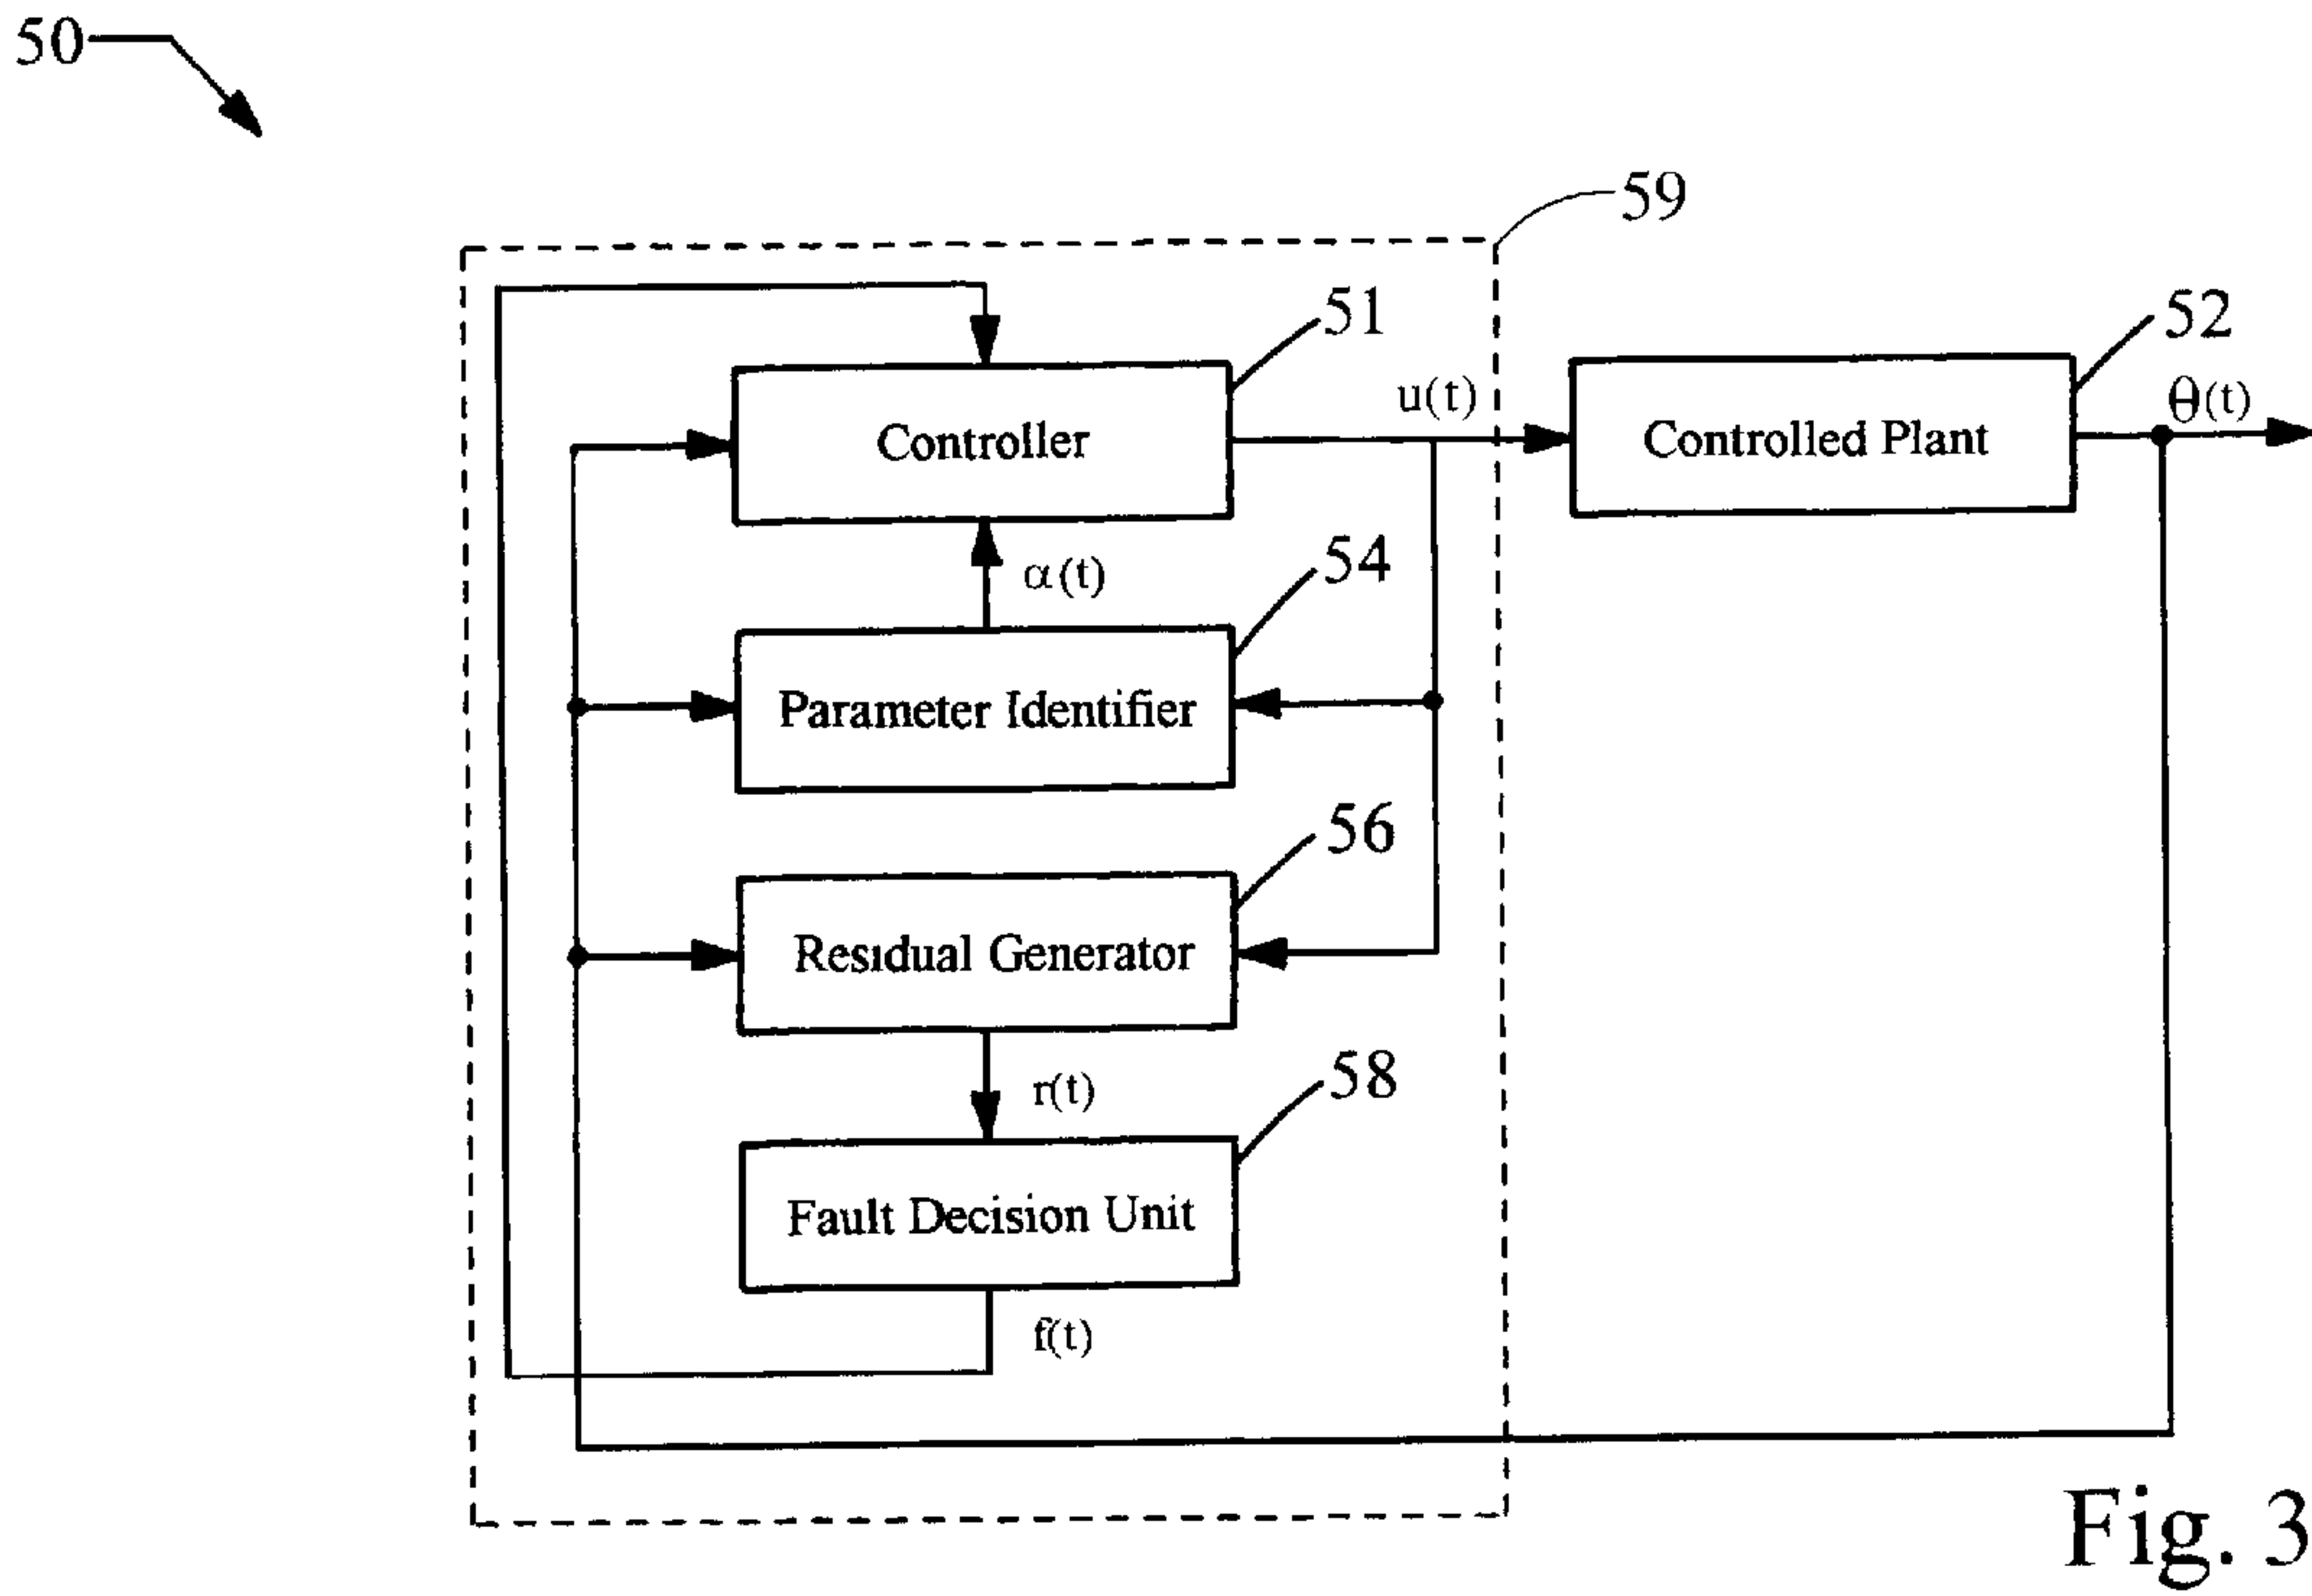 50
59
51
52
u(t)
θ(t)
Controller
Controlled Plant
α(t)
54
Parameter Identifier
56
Residual Generator
r(t)
58
Fault Decision Unit
f(t)
Fig. 3